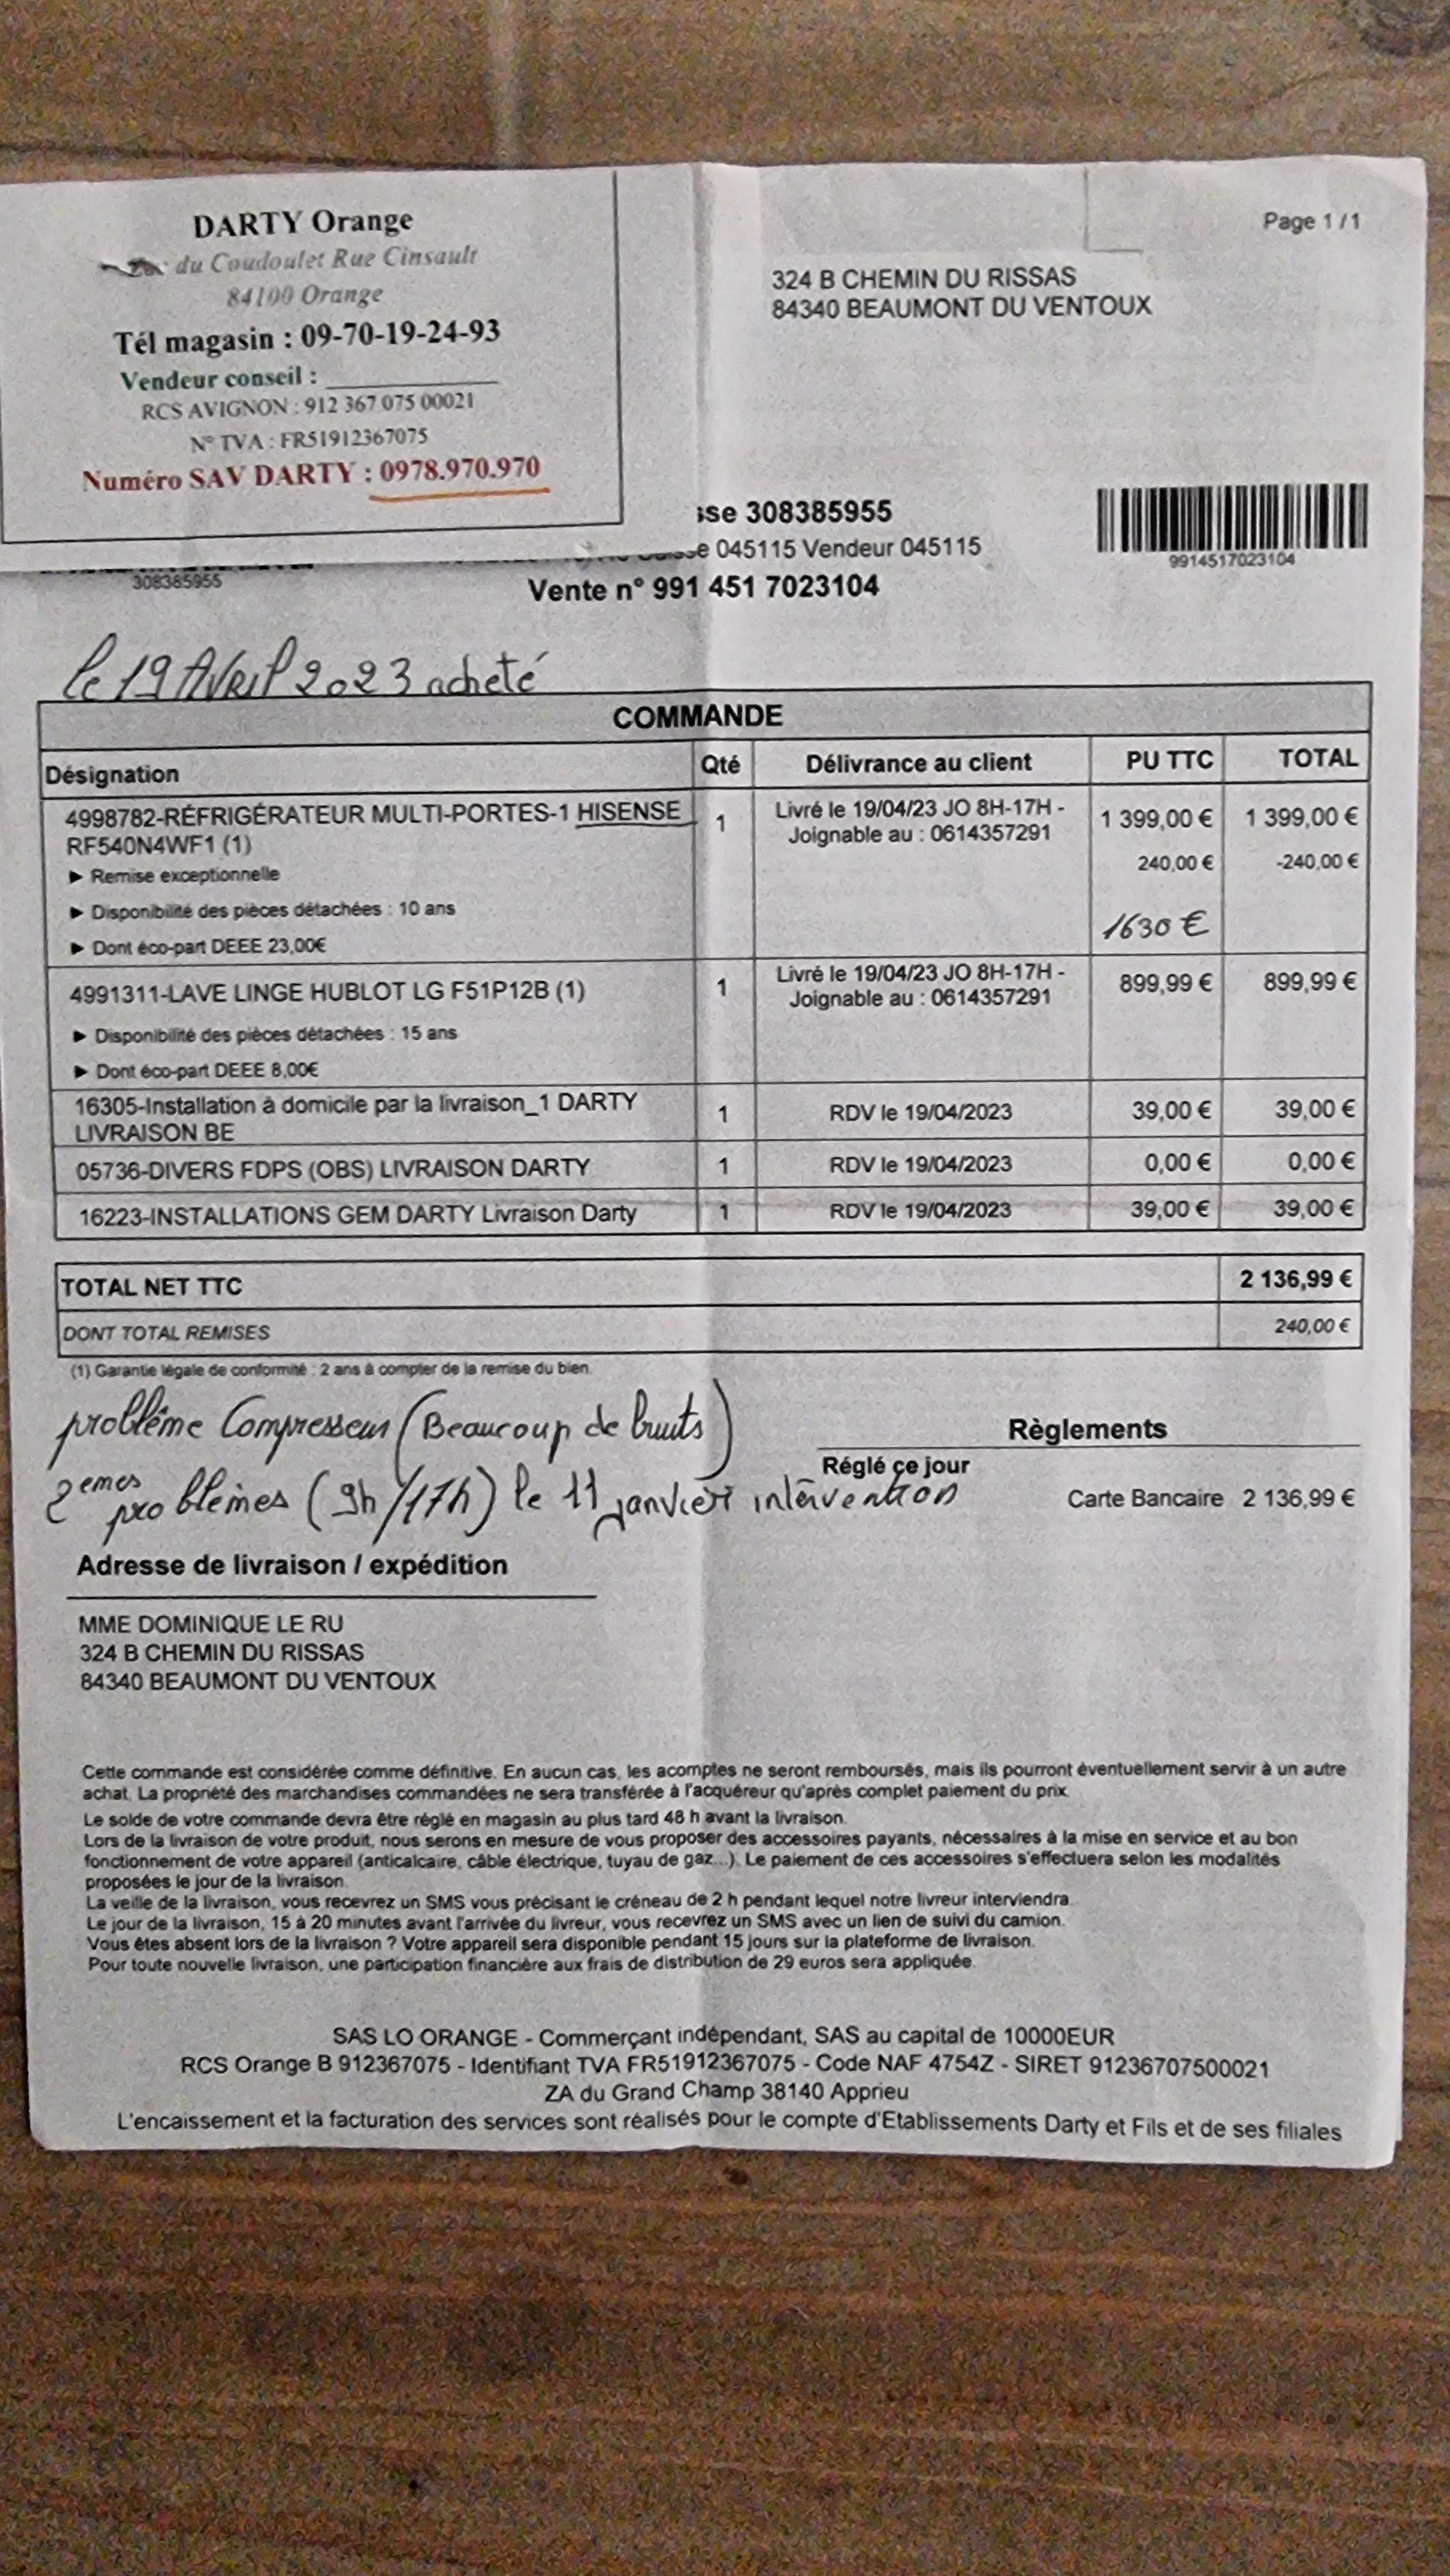 DARTY Orange
du Coudoulet Rue Cinsault
84100 Orange
Tél magasin : 09-70-19-24-93
Vendeur conseil :
RCS AVIGNON : 912 367 075 00021
N° TVA : FR51912367075
Numéro SAV DARTY : 0978.970.970
Page 1 / 1
324 B CHEMIN DU RISSAS
84340 BEAUMONT DU VENTOUX
308385955
sse 308385955
e 045115 Vendeur 045115
Vente n° 991 451 7023104
9914517023104
le 19 Avril 2023 acheté
COMMANDE
Désignation Qté Délivrance au client PU TTC TOTAL
4998782-RÉFRIGÉRATEUR MULTI-PORTES-1 HISENSE 1 Livré le 19/04/23 JO 8H-17H - 1 399,00 € 1 399,00 €
RF540N4WF1 (1) Joignable au : 0614357291
► Remise exceptionnelle 240,00 € -240,00 €
► Disponibilité des pièces détachées : 10 ans
1630 €
► Dont éco-part DEEE 23,00€
4991311-LAVE LINGE HUBLOT LG F51P12B (1) 1 Livré le 19/04/23 JO 8H-17H - 899,99 € 899,99 €
Joignable au : 0614357291
► Disponibilité des pièces détachées : 15 ans
► Dont éco-part DEEE 8,00€
16305-Installation à domicile par la livraison_1 DARTY 1 RDV le 19/04/2023 39,00 € 39,00 €
LIVRAISON BE
05736-DIVERS FDPS (OBS) LIVRAISON DARTY 1 RDV le 19/04/2023 0,00 € 0,00 €
16223-INSTALLATIONS GEM DARTY Livraison Darty 1 RDV le 19/04/2023 39,00 € 39,00 €
TOTAL NET TTC 2 136,99 €
DONT TOTAL REMISES 240,00 €
(1) Garantie légale de conformité : 2 ans à compter de la remise du bien.
problème Compresseur (Beaucoup de bruits)
2emes problèmes (9h/17h) le 11 janvier intervention
Règlements
Réglé ce jour
Carte Bancaire 2 136,99 €
Adresse de livraison / expédition
MME DOMINIQUE LE RU
324 B CHEMIN DU RISSAS
84340 BEAUMONT DU VENTOUX
Cette commande est considérée comme définitive. En aucun cas, les acomptes ne seront remboursés, mais ils pourront éventuellement servir à un autre
achat. La propriété des marchandises commandées ne sera transférée à l'acquéreur qu'après complet paiement du prix.
Le solde de votre commande devra être réglé en magasin au plus tard 48 h avant la livraison.
Lors de la livraison de votre produit, nous serons en mesure de vous proposer des accessoires payants, nécessaires à la mise en service et au bon
fonctionnement de votre appareil (anticalcaire, câble électrique, tuyau de gaz...). Le paiement de ces accessoires s'effectuera selon les modalités
proposées le jour de la livraison.
La veille de la livraison, vous recevrez un SMS vous précisant le créneau de 2 h pendant lequel notre livreur interviendra.
Le jour de la livraison, 15 à 20 minutes avant l'arrivée du livreur, vous recevrez un SMS avec un lien de suivi du camion.
Vous êtes absent lors de la livraison ? Votre appareil sera disponible pendant 15 jours sur la plateforme de livraison.
Pour toute nouvelle livraison, une participation financière aux frais de distribution de 29 euros sera appliquée.
SAS LO ORANGE - Commerçant indépendant, SAS au capital de 10000EUR
RCS Orange B 912367075 - Identifiant TVA FR51912367075 - Code NAF 4754Z - SIRET 91236707500021
ZA du Grand Champ 38140 Apprieu
L'encaissement et la facturation des services sont réalisés pour le compte d'Etablissements Darty et Fils et de ses filiales